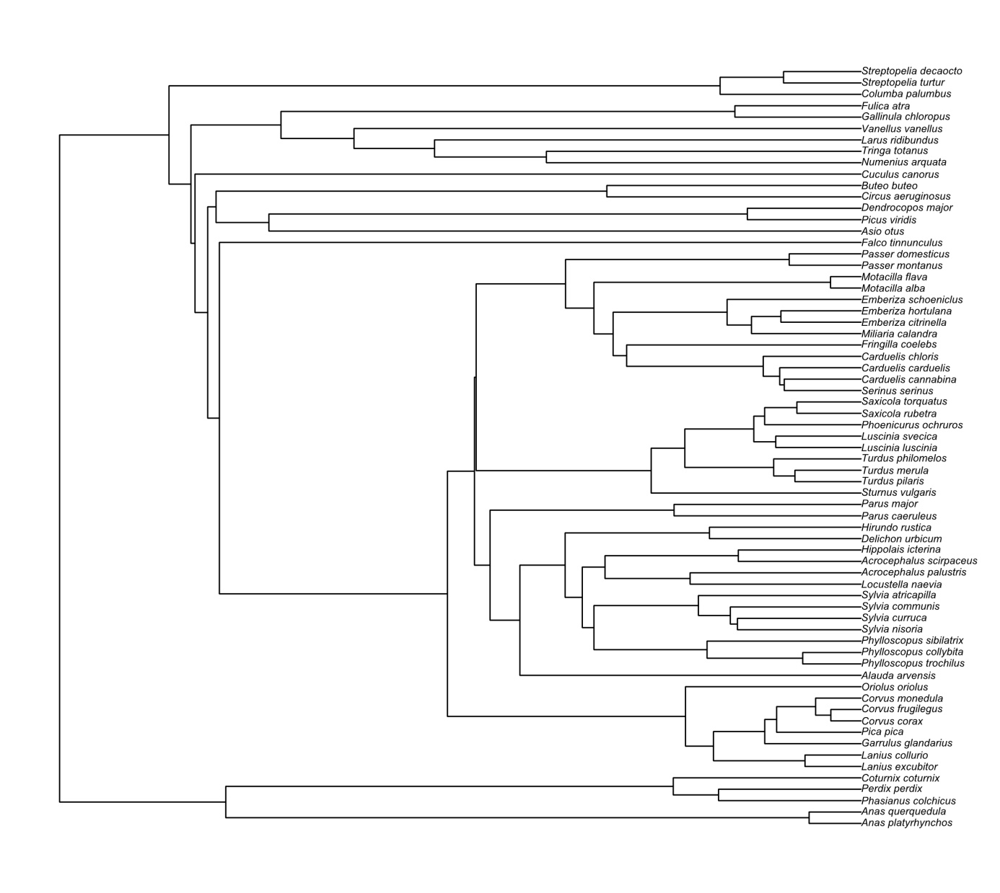 Streptopelia decaocto
Streptopelia turtur
Columba palumbus
Fulica atra
Gallinula chloropus
Vanellus vanellus
Larus ridibundus
Tringa totanus
Numenius arquata
Cuculus canorus
Buteo buteo
Circus aeruginosus
Dendrocopos major
Picus viridis
Asio otus
Falco tinnunculus
Passer domesticus
Passer montanus
Motacilla flava
Motacilla alba
Emberiza schoeniclus
Emberiza hortulana
Emberiza citrinella
Miliaria calandra
Fringilla coelebs
Carduelis chloris
Carduelis carduelis
Carduelis cannabina
Serinus serinus
Saxicola torquatus
Saxicola rubetra
Phoenicurus ochruros
Luscinia svecica
Luscinia luscinia
Turdus philomelos
Turdus merula
Turdus pilaris
Sturnus vulgaris
Parus major
Parus caeruleus
Hirundo rustica
Delichon urbicum
Hippolais icterina
Acrocephalus scirpaceus
Acrocephalus palustris
Locustella naevia
Sylvia atricapilla
Sylvia communis
Sylvia curruca
Sylvia nisoria
Phylloscopus sibilatrix
Phylloscopus collybita
Phylloscopus trochilus
Alauda arvensis
Oriolus oriolus
Corvus monedula
Corvus frugilegus
Corvus corax
Pica pica
Garrulus glandarius
Lanius collurio
Lanius excubitor
Coturnix coturnix
Perdix perdix
Phasianus colchicus
Anas querquedula
Anas platyrhynchos